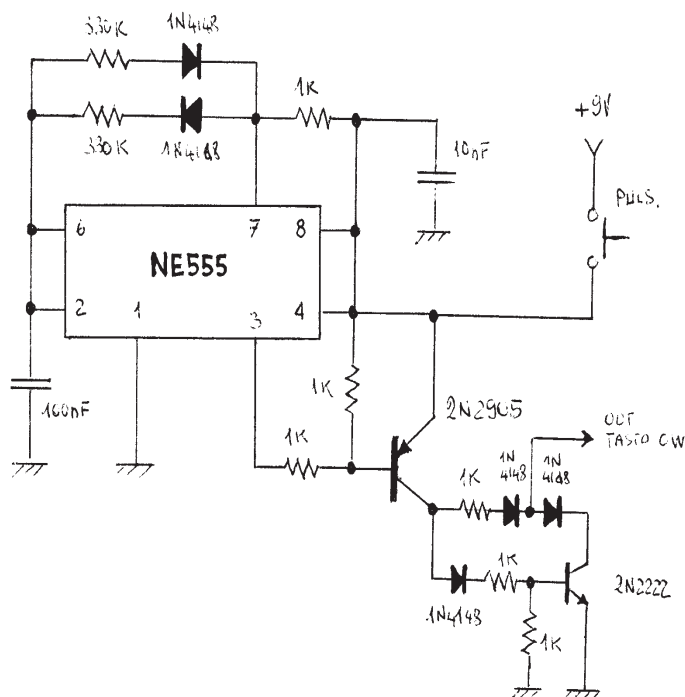 330K
1N4148
330K
1N4148
1K
10nF
+9V
PULS.
6
7
8
NE555
2
1
3
4
100nF
1K
1K
2N2905
OUT
TASTO CW
1K
1N
4148
1N
4148
1N4148
1K
1K
2N2222